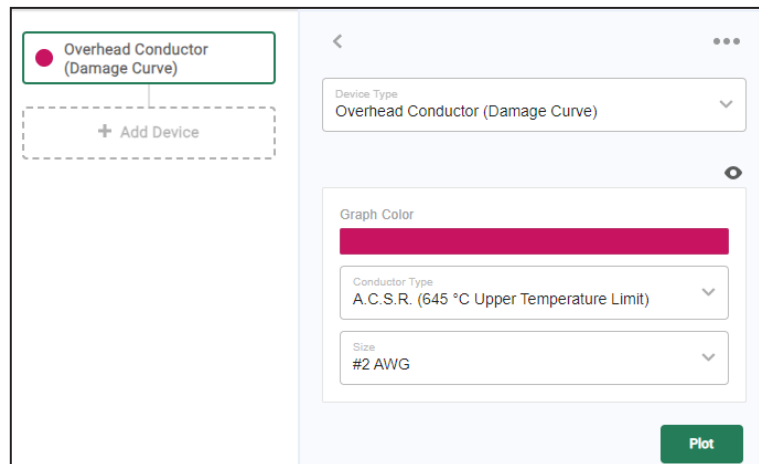 Overhead Conductor
(Damage Curve)
+ Add Device
Device Type
Overhead Conductor (Damage Curve)
Graph Color
Conductor Type
A.C.S.R. (645 °C Upper Temperature Limit)
Size
#2 AWG
Plot